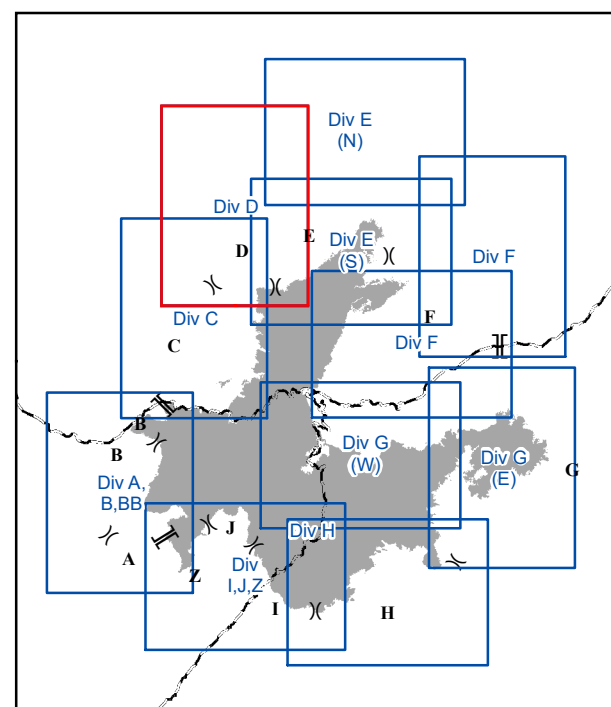 Div E
(N)
Div D
E
D
Div E
(S)
Div F
Div C
F
C
Div F
B
B
Div G
(W)
Div G
(E)
G
Div A,
B,BB
J
Div H
A
Z
Div
I,J,Z
I
H